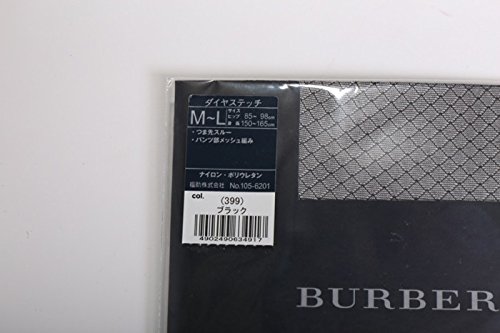 ダイヤステッチ
M~L サイズ
ヒップ 85~ 98cm
身 長 150~165cm
・つま先スルー
・パンツ部メッシュ編み
ナイロン・ポリウレタン
福助株式会社 No.105-6201
col. (399)
ブラック
4902490634917
BURBER